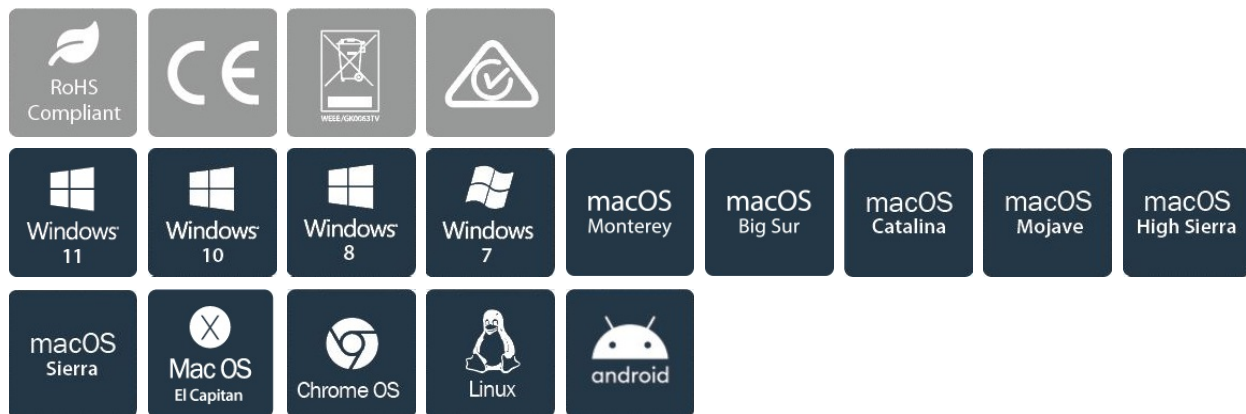 RoHS
Compliant
CE
WEEE/GK0063TV
Windows
11
Windows
10
Windows
8
Windows
7
macOS
Monterey
macOS
Big Sur
macOS
Catalina
macOS
Mojave
macOS
High Sierra
macOS
Sierra
X
Mac OS
El Capitan
Chrome OS
Linux
android